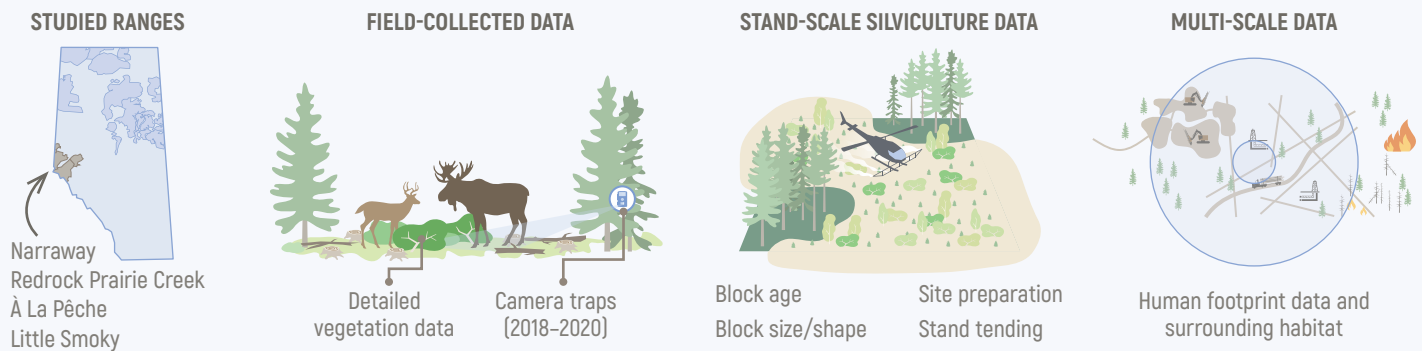 STUDIED RANGES
Narraway
Redrock Prairie Creek
À La Pêche
Little Smoky
FIELD-COLLECTED DATA
Detailed
vegetation data
Camera traps
(2018–2020)
STAND-SCALE SILVICULTURE DATA
Block age
Block size/shape
Site preparation
Stand tending
MULTI-SCALE DATA
Human footprint data and
surrounding habitat